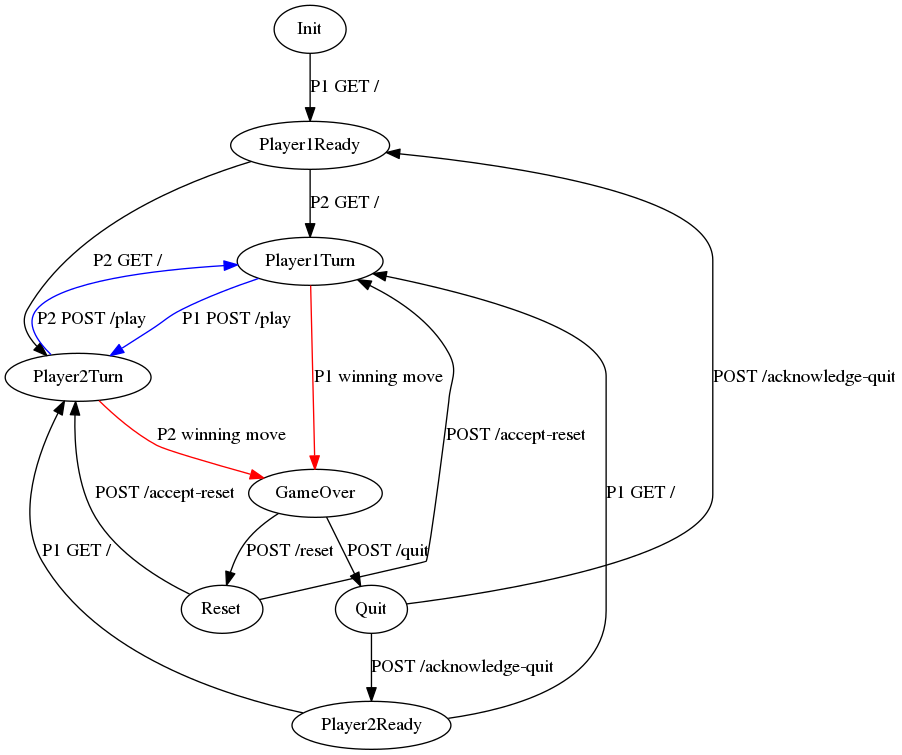 Init
P1 GET /
Player1Ready
P2 GET /
P2 GET /
Player1Turn
P2 POST /play
P1 POST /play
Player2Turn
P1 winning move
POST /acknowledge-quit
P2 winning move
POST /accept-reset
POST /accept-reset
GameOver
P1 GET /
P1 GET /
POST /reset
POST /quit
Reset
Quit
POST /acknowledge-quit
Player2Ready